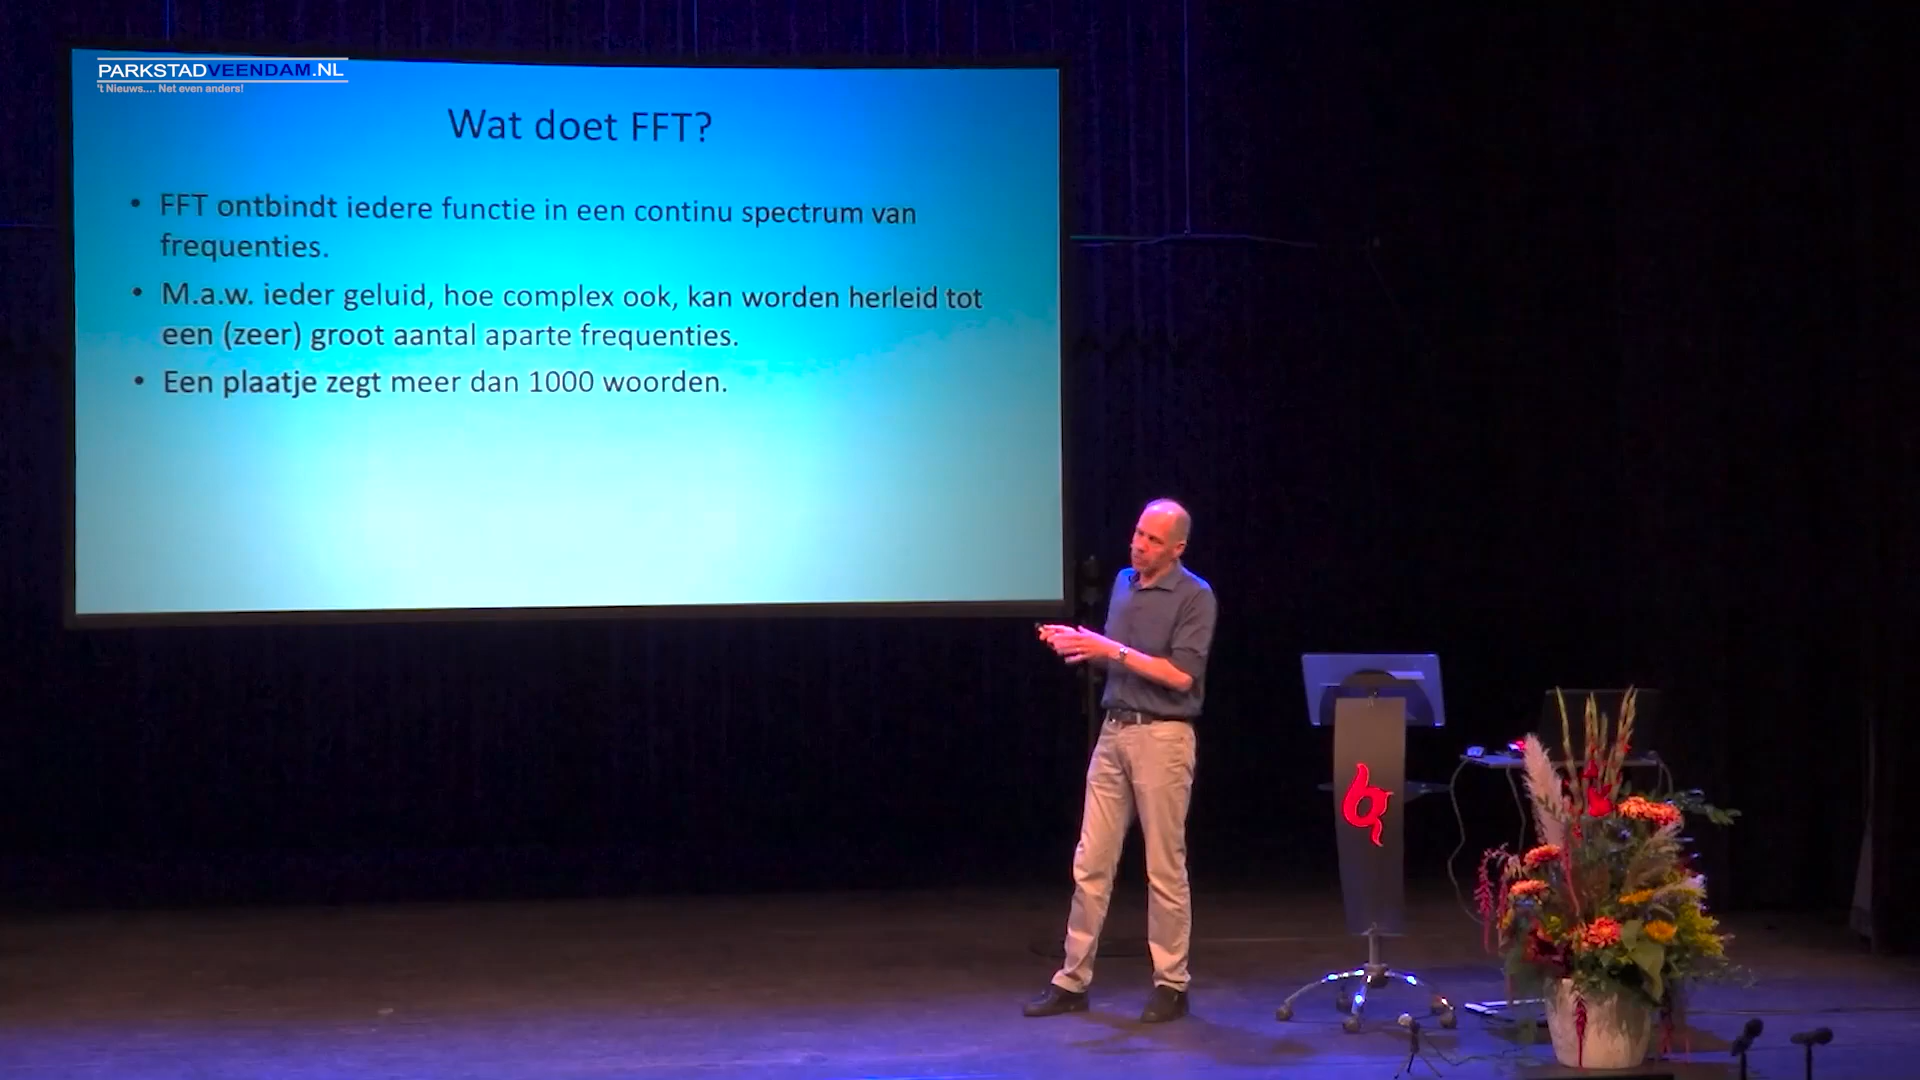 PARKSTADVEENDAM.NL
't Nieuws.... Net even anders!
Wat doet FFT?
• FFT ontbindt iedere functie in een continu spectrum van
frequenties.
• M.a.w. ieder geluid, hoe complex ook, kan worden herleid tot
een (zeer) groot aantal aparte frequenties.
• Een plaatje zegt meer dan 1000 woorden.